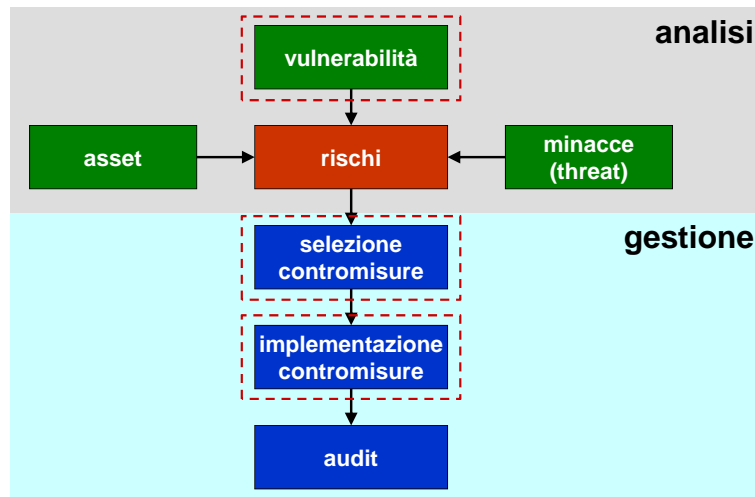 analisi
vulnerabilità
asset
rischi
minacce
(threat)
gestione
selezione
contromisure
implementazione
contromisure
audit